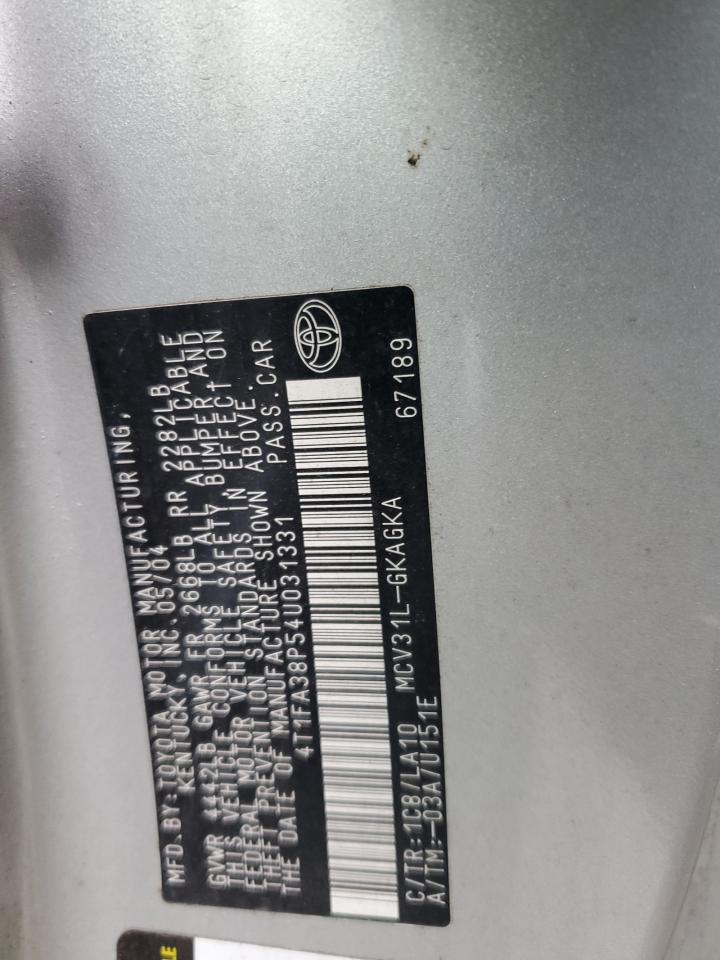 MFD. BY: TOYOTA MOTOR MANUFACTURING,
KENTUCKY, INC. 05/04
GVWR 4442LB GAWR FR 2668LB RR 2282LB
THIS VEHICLE CONFORMS TO ALL APPLICABLE
FEDERAL MOTOR VEHICLE SAFETY, BUMPER, AND
THEFT PREVENTION STANDARDS IN EFFECT ON
THE DATE OF MANUFACTURE SHOWN ABOVE.
4T1FA38P54U031331 PASS.CAR
C/TR:1C8/LA10 MCV31L-GKAGKA 67189
A/TM:-03A/U151E